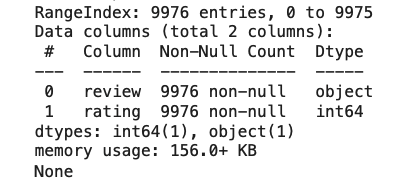 RangeIndex: 9976 entries, 0 to 9975
Data columns (total 2 columns):
 #   Column  Non-Null Count  Dtype
---  ------  --------------  -----
 0   review  9976 non-null   object
 1   rating  9976 non-null   int64
dtypes: int64(1), object(1)
memory usage: 156.0+ KB
None